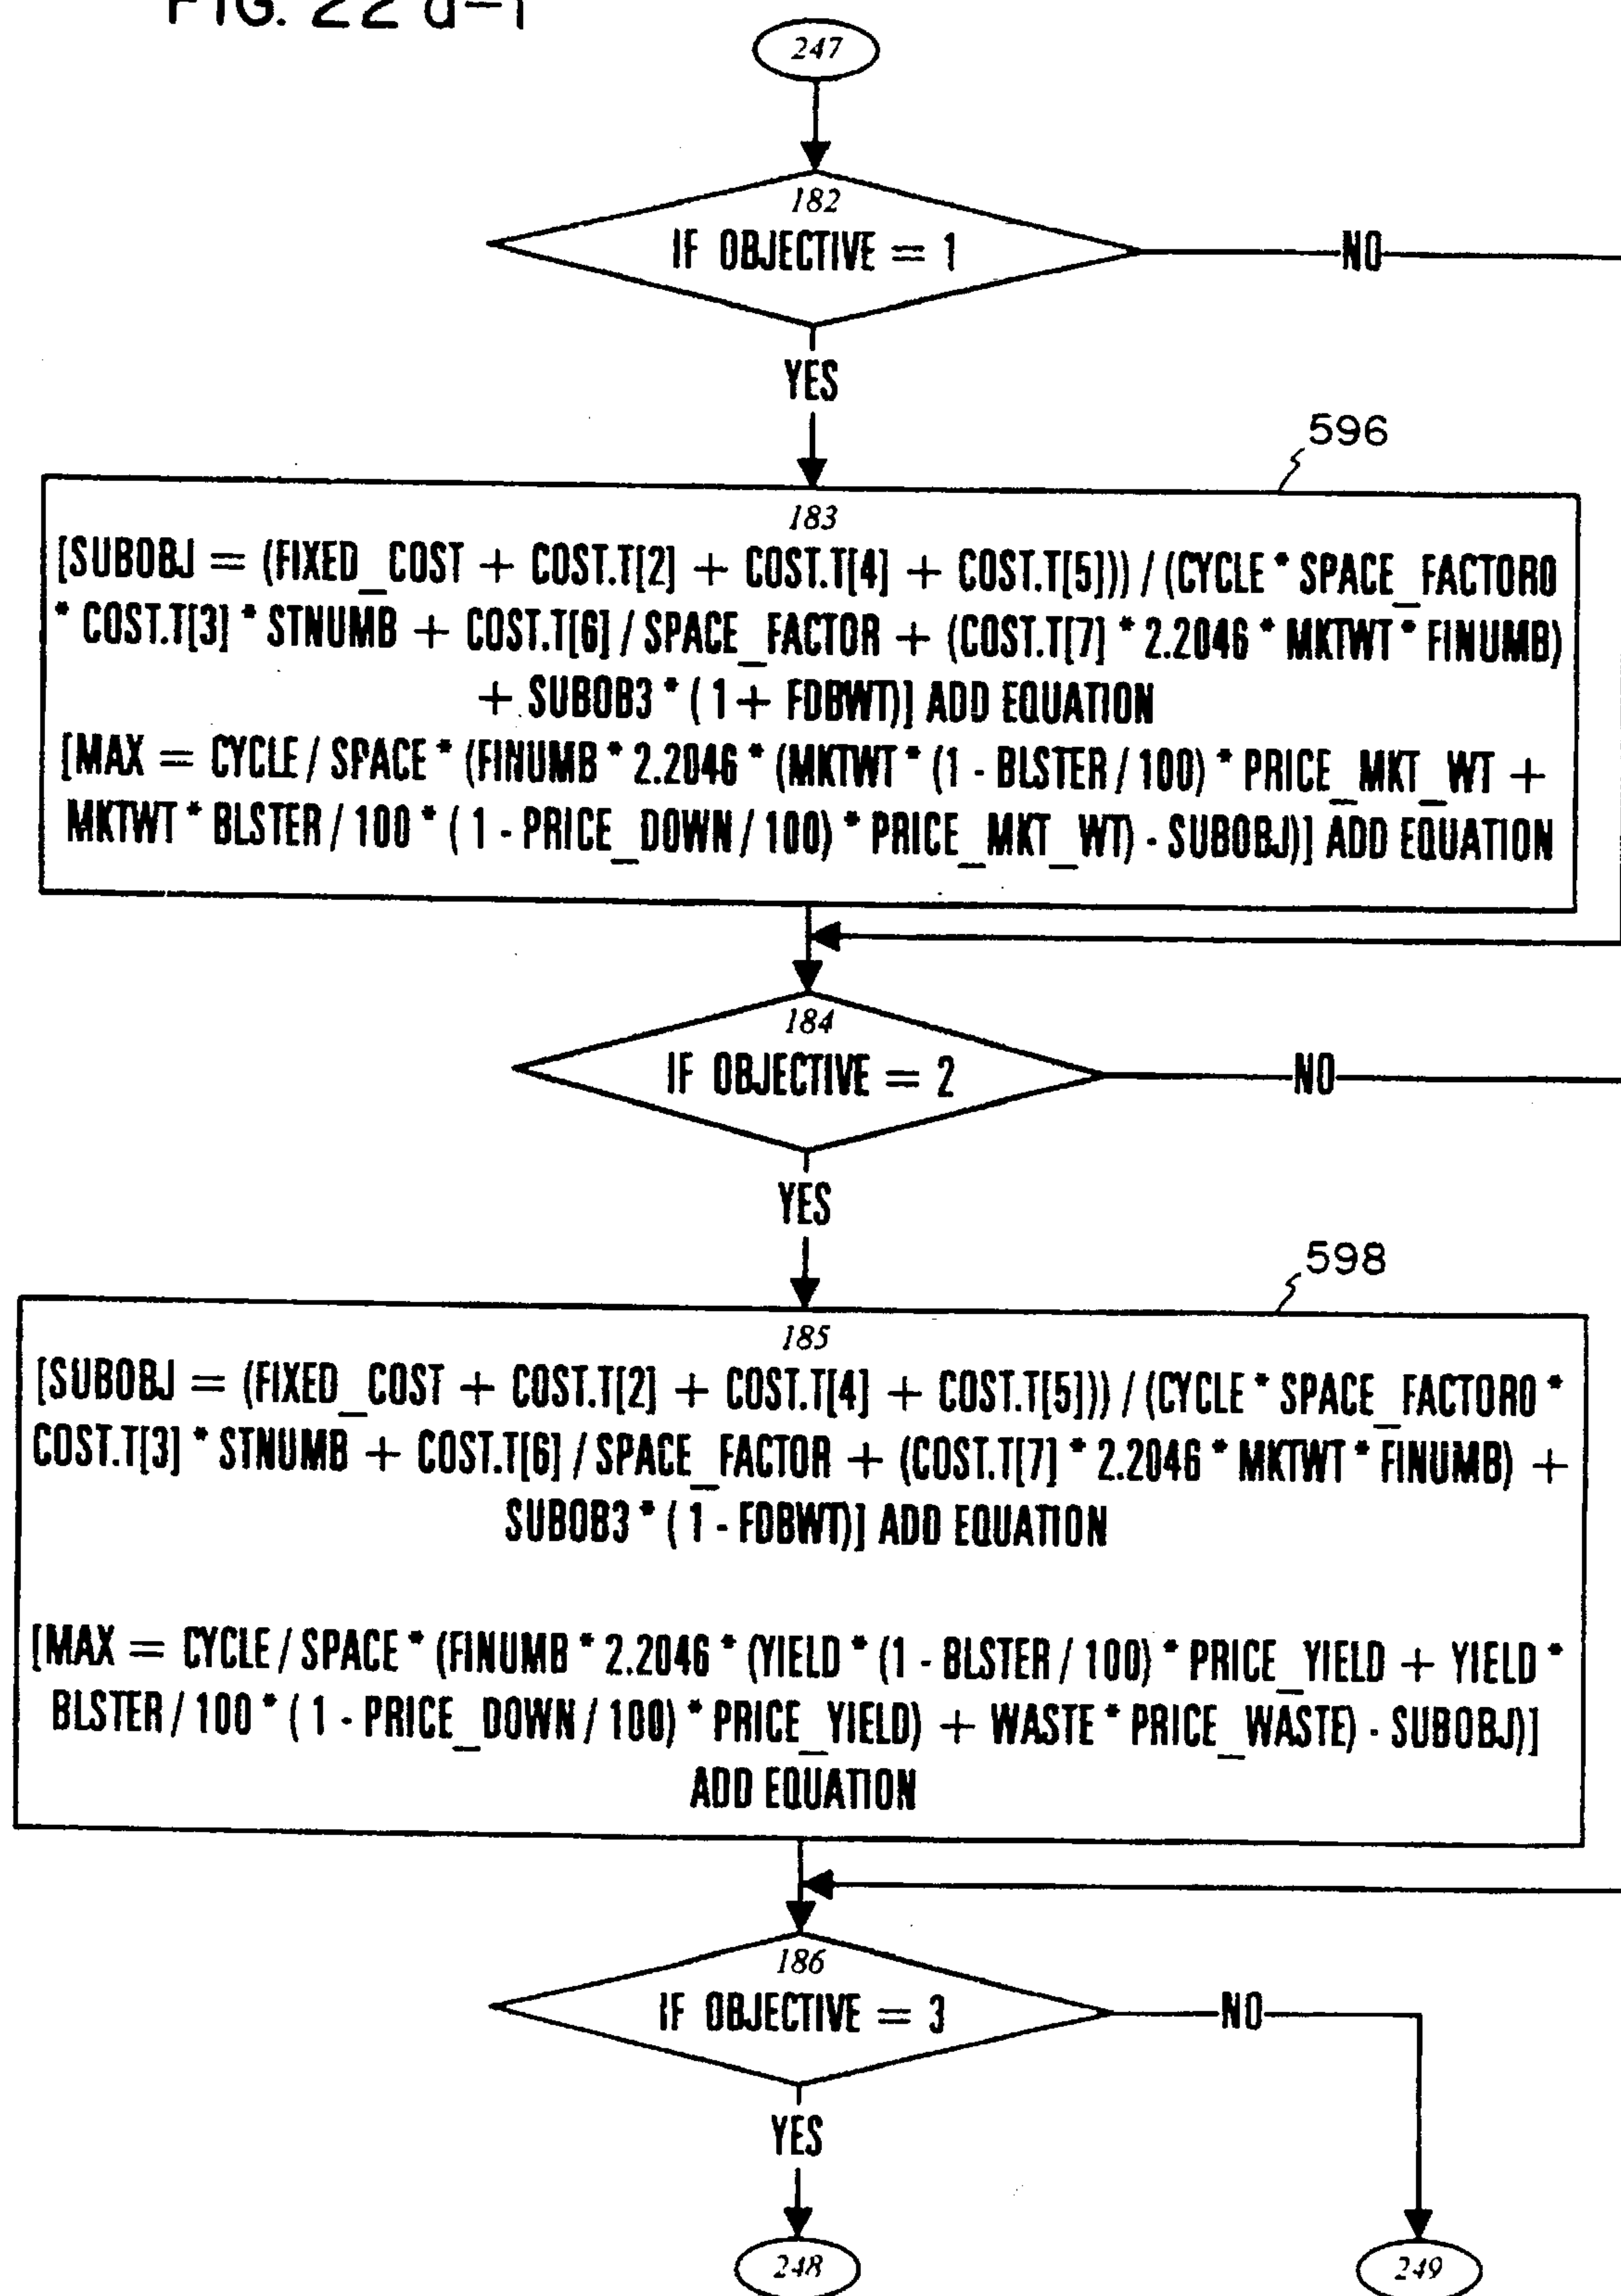 FIG. 22 d-1
247
182
IF OBJECTIVE = 1
NO
YES
596
183
[SUBOBJ = (FIXED_COST + COST.T[2] + COST.T[4] + COST.T[5])) / (CYCLE * SPACE_FACTORO
* COST.T[3] * STNUMB + COST.T[6] / SPACE_FACTOR + (COST.T[7] * 2.2046 * MKTWT * FINUMB)
+ SUBOB3 * ( 1 + FDBWT)] ADD EQUATION
[MAX = CYCLE / SPACE * (FINUMB * 2.2046 * (MKTWT * (1 - BLSTER / 100) * PRICE_MKT_WT +
MKTWT * BLSTER / 100 * ( 1 - PRICE_DOWN / 100) * PRICE_MKT_WT) - SUBOBJ)] ADD EQUATION
184
IF OBJECTIVE = 2
NO
YES
598
185
[SUBOBJ = (FIXED_COST + COST.T[2] + COST.T[4] + COST.T[5])) / (CYCLE * SPACE_FACTORO *
COST.T[3] * STNUMB + COST.T[6] / SPACE_FACTOR + (COST.T[7] * 2.2046 * MKTWT * FINUMB) +
SUBOB3 * ( 1 - FDBWT)] ADD EQUATION
[MAX = CYCLE / SPACE * (FINUMB * 2.2046 * (YIELD * (1 - BLSTER / 100) * PRICE_YIELD + YIELD *
BLSTER / 100 * ( 1 - PRICE_DOWN / 100) * PRICE_YIELD) + WASTE * PRICE_WASTE) - SUBOBJ)]
ADD EQUATION
186
IF OBJECTIVE = 3
NO
YES
248
249